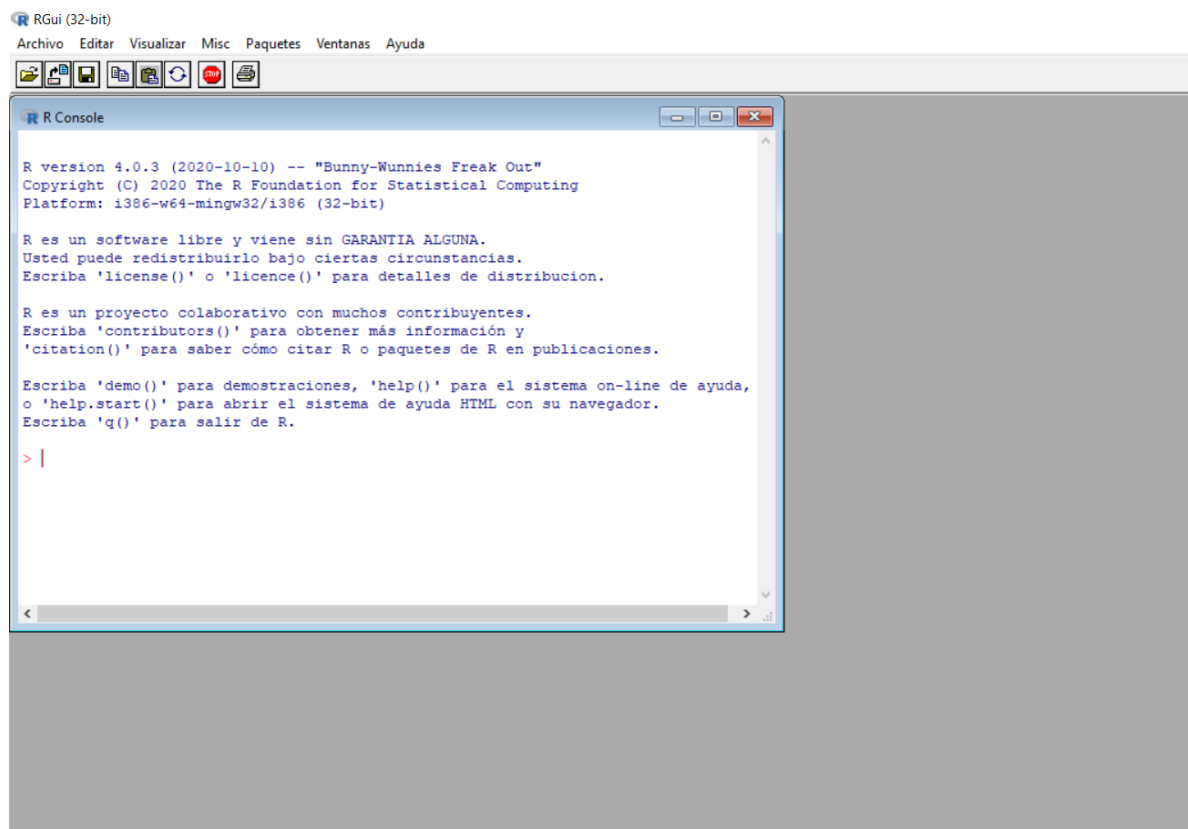 RGui (32-bit)
Archivo Editar Visualizar Misc Paquetes Ventanas Ayuda
STOP
R Console
R version 4.0.3 (2020-10-10) -- "Bunny-Wunnies Freak Out"
Copyright (C) 2020 The R Foundation for Statistical Computing
Platform: i386-w64-mingw32/i386 (32-bit)
R es un software libre y viene sin GARANTIA ALGUNA.
Usted puede redistribuirlo bajo ciertas circunstancias.
Escriba 'license()' o 'licence()' para detalles de distribucion.
R es un proyecto colaborativo con muchos contribuyentes.
Escriba 'contributors()' para obtener más información y
'citation()' para saber cómo citar R o paquetes de R en publicaciones.
Escriba 'demo()' para demostraciones, 'help()' para el sistema on-line de ayuda,
o 'help.start()' para abrir el sistema de ayuda HTML con su navegador.
Escriba 'q()' para salir de R.
>